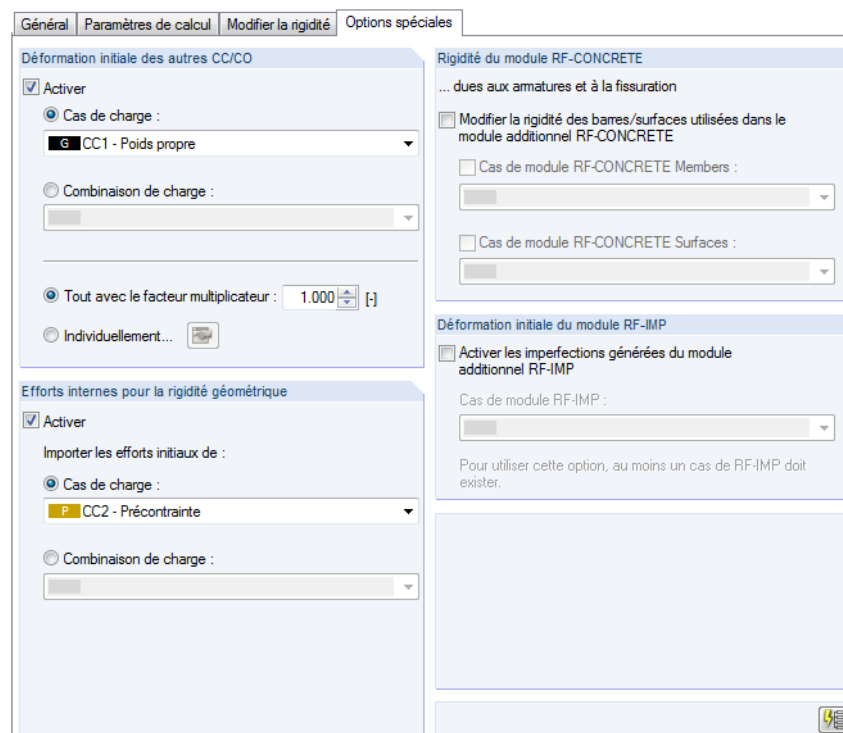 Général
Paramètres de calcul
Modifier la rigidité
Options spéciales
Déformation initiale des autres CC/CO
Activer
Cas de charge :
G CC1 - Poids propre
Combinaison de charge :
Tout avec le facteur multiplicateur : 1.000 [-]
Individuellement...
Efforts internes pour la rigidité géométrique
Activer
Importer les efforts initiaux de :
Cas de charge :
P CC2 - Précontrainte
Combinaison de charge :
Rigidité du module RF-CONCRETE
... dues aux armatures et à la fissuration
Modifier la rigidité des barres/surfaces utilisées dans le
module additionnel RF-CONCRETE
Cas de module RF-CONCRETE Members :
Cas de module RF-CONCRETE Surfaces :
Déformation initiale du module RF-IMP
Activer les imperfections générées du module
additionnel RF-IMP
Cas de module RF-IMP :
Pour utiliser cette option, au moins un cas de RF-IMP doit
exister.